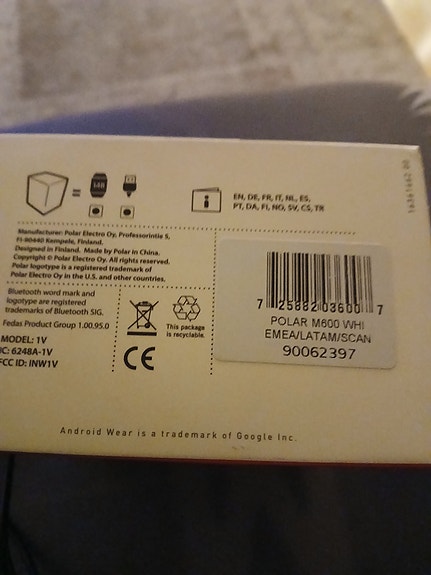 EN, DE, FR, IT, NL, ES,
PT, DA, FI, NO, SV, CS, TR
Manufacturer: Polar Electro Oy, Professorintie 5,
FI-90440 Kempele, Finland.
Designed in Finland. Made by Polar in China.
Copyright © Polar Electro Oy. All rights reserved.
Polar logotype is a registered trademark of
Polar Electro Oy in the U.S. and other countries.
Bluetooth word mark and
logotype are registered
trademarks of Bluetooth SIG.
Fedas Product Group 1.00.95.0
MODEL: 1V
IC: 6248A-1V
FCC ID: INW1V
This package
is recyclable.
CE
7 25882 03600 7
POLAR M600 WHI
EMEA/LATAM/SCAN
90062397
Android Wear is a trademark of Google Inc.